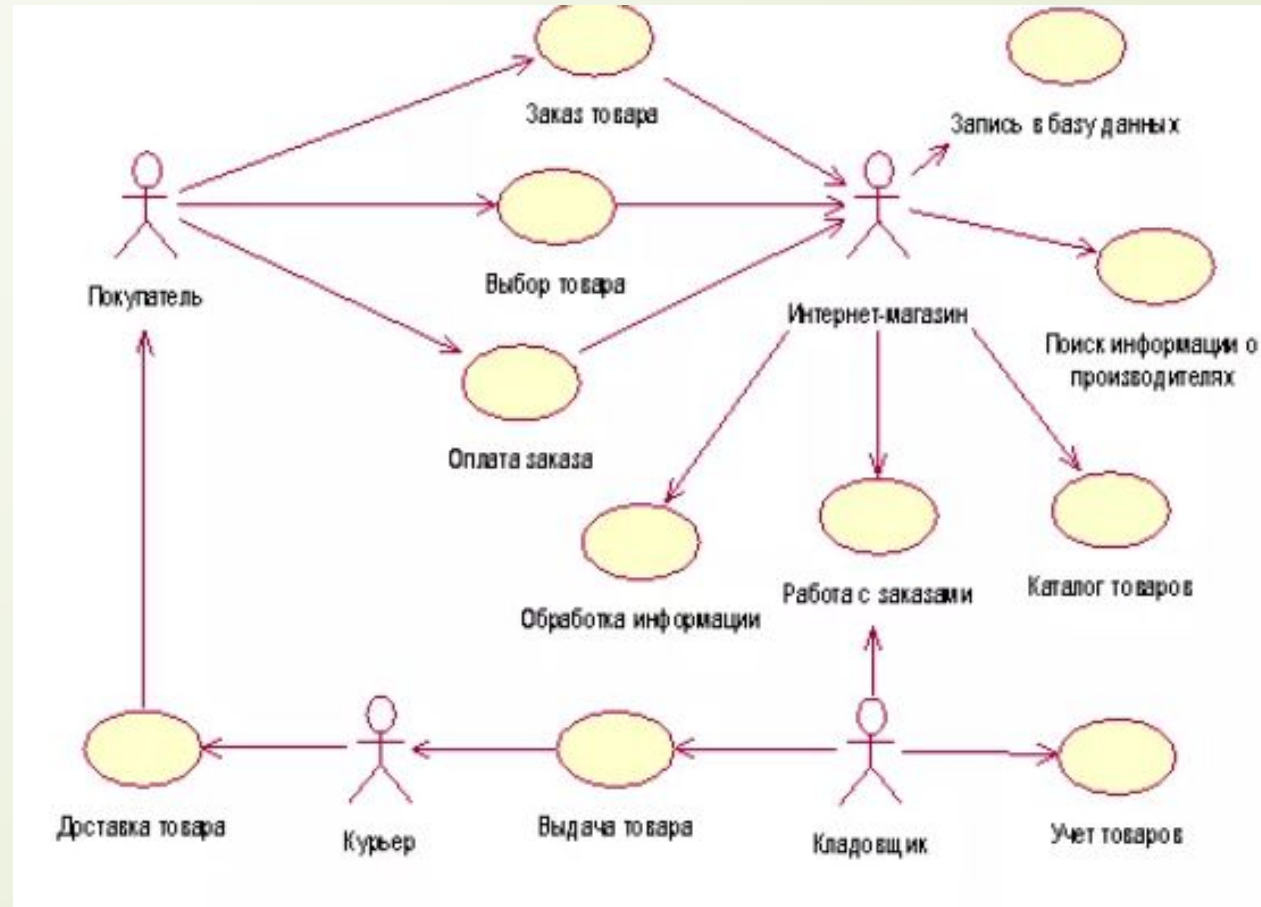 Заказ товара
Запись в базу данных
Выбор товара
Покупатель
Интернет-магазин
Поиск информации о
производителях
Оплата заказа
Обработка информации
Работа с заказами
Каталог товаров
Доставка товара
Курьер
Выдача товара
Кладовщик
Учет товаров